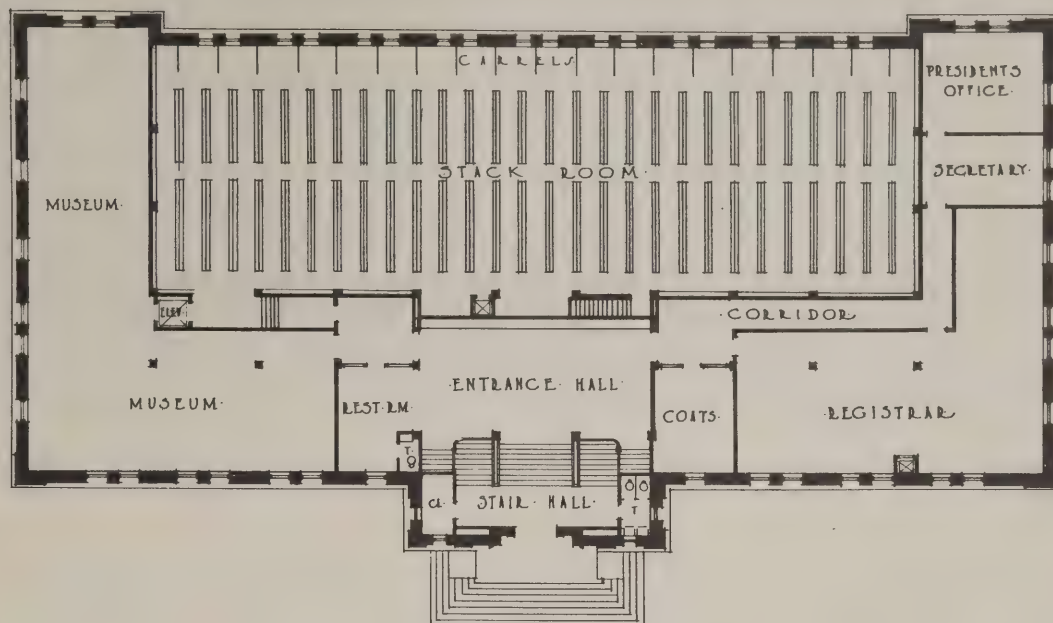 CARRELS
PRESIDENTS
OFFICE·
STACK ROOM·
SECRETARY·
MUSEUM·
ELEV·
CORRIDOR
ENTRANCE· HALL
MUSEUM·
REST· RM·
COATS·
REGISTRAR
T·
STAIR· HALL·
Cl·
T